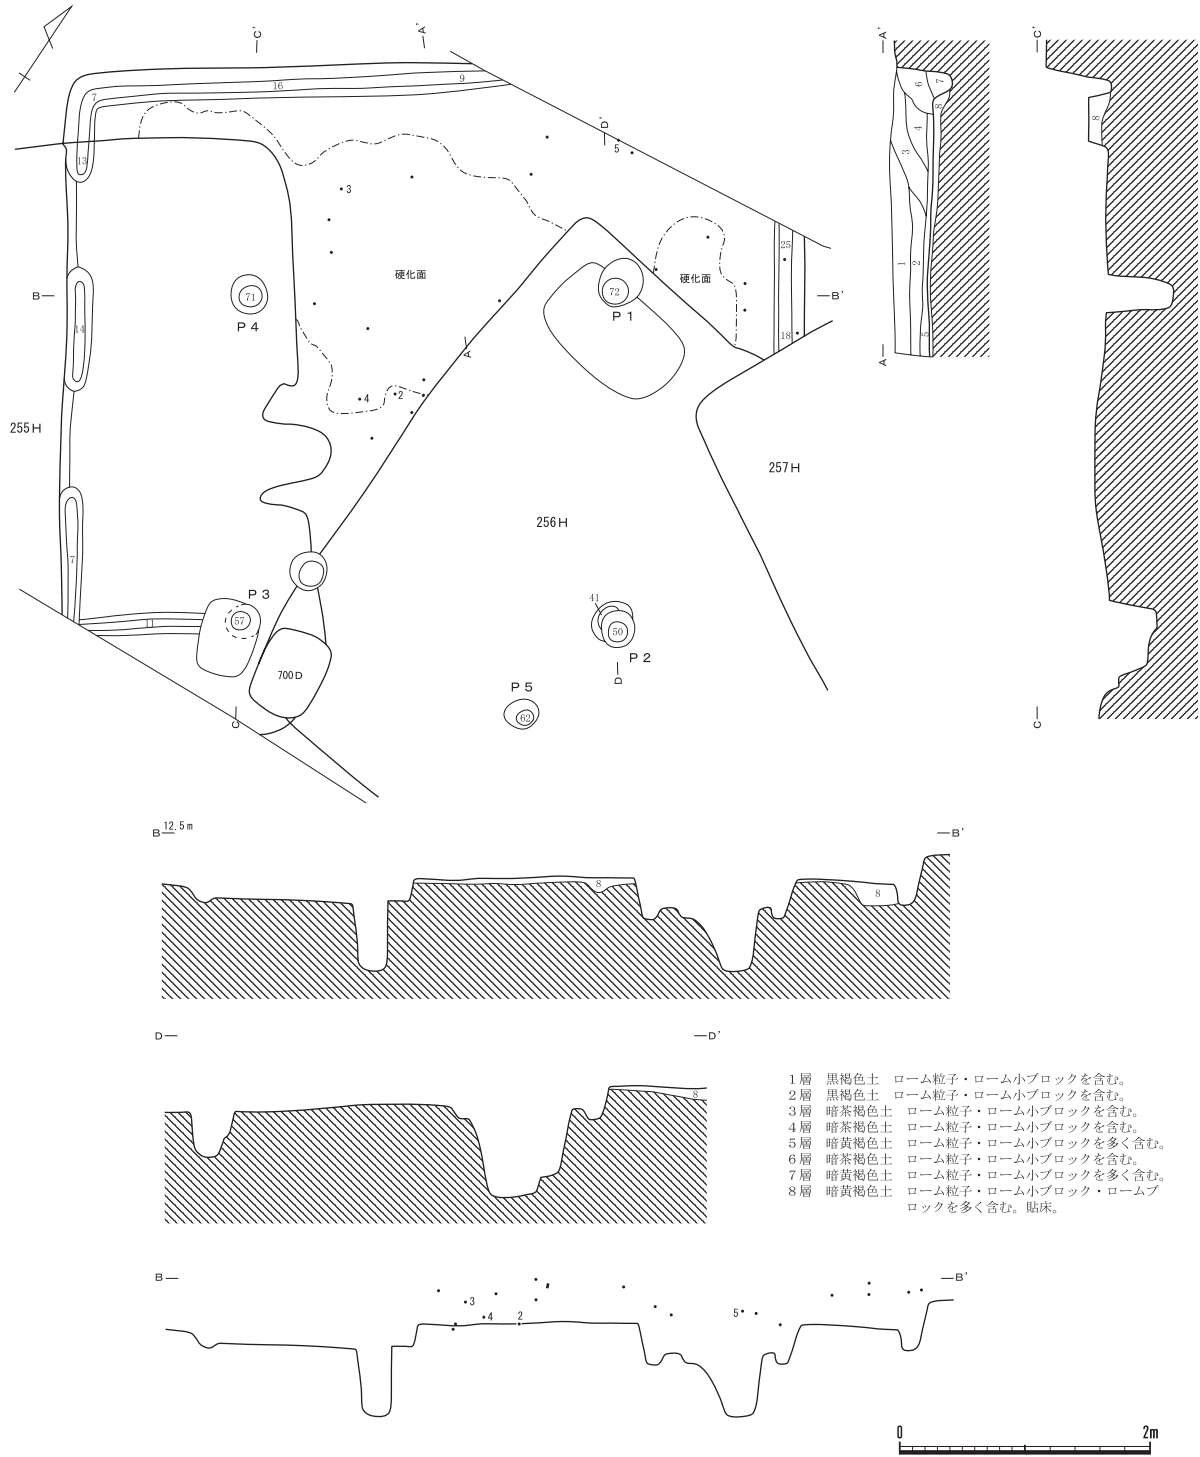 C'
A'
A'
C'
16
9
7
13
D'
5
3
6
7
8
4
3
1
2
5
8
25
硬化面
硬化面
B
B'
71
P 4
72
P 1
14
18
A
A
4
2
255H
257H
256H
7
P 3
57
11
41
50
P 2
D
700D
P 5
62
C
C
B
12.5m
B'
8
8
D
D'
8
1層 黒褐色土 ローム粒子・ローム小ブロックを含む。
2層 黒褐色土 ローム粒子・ローム小ブロックを含む。
3層 暗茶褐色土 ローム粒子・ローム小ブロックを含む。
4層 暗茶褐色土 ローム粒子・ローム小ブロックを含む。
5層 暗黄褐色土 ローム粒子・ローム小ブロックを多く含む。
6層 暗茶褐色土 ローム粒子・ローム小ブロックを含む。
7層 暗黄褐色土 ローム粒子・ローム小ブロックを多く含む。
8層 暗黄褐色土 ローム粒子・ローム小ブロック・ロームブ
ロックを多く含む。貼床。
B
B'
3
4
2
5
0
2m